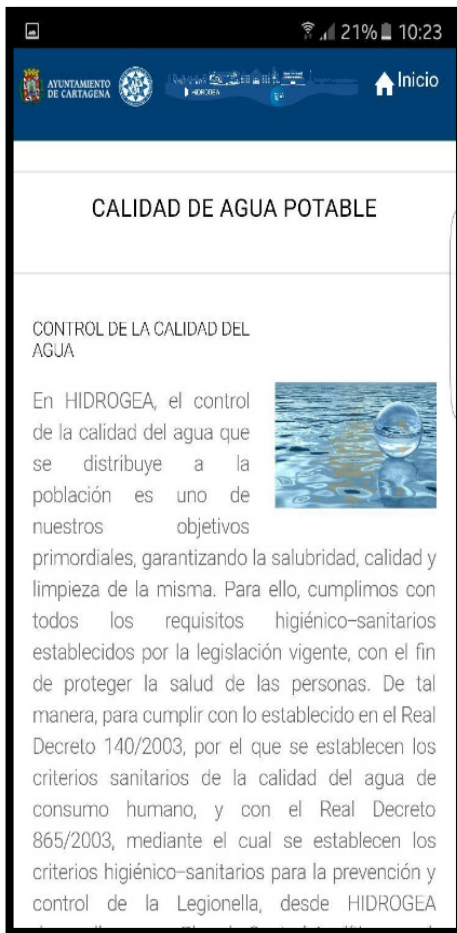 21% 10:23
AYUNTAMIENTO
DE CARTAGENA
HIDROGEA
Inicio
CALIDAD DE AGUA POTABLE
CONTROL DE LA CALIDAD DEL
AGUA
En HIDROGEA, el control
de la calidad del agua que
se distribuye a la
población es uno de
nuestros objetivos
primordiales, garantizando la salubridad, calidad y
limpieza de la misma. Para ello, cumplimos con
todos los requisitos higiénico-sanitarios
establecidos por la legislación vigente, con el fin
de proteger la salud de las personas. De tal
manera, para cumplir con lo establecido en el Real
Decreto 140/2003, por el que se establecen los
criterios sanitarios de la calidad del agua de
consumo humano, y con el Real Decreto
865/2003, mediante el cual se establecen los
criterios higiénico-sanitarios para la prevención y
control de la Legionella, desde HIDROGEA